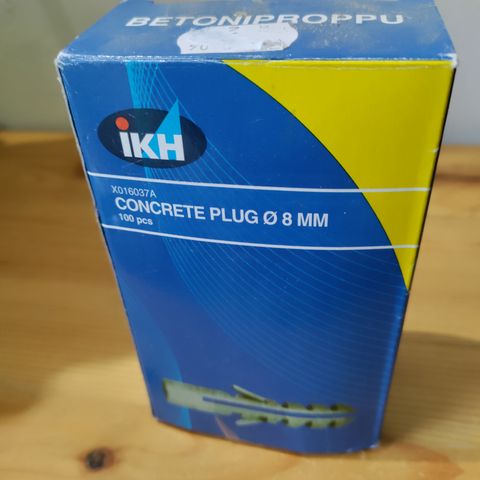 BETONIPROPPU
iKH
X016037A
CONCRETE PLUG Ø 8 MM
100 pcs